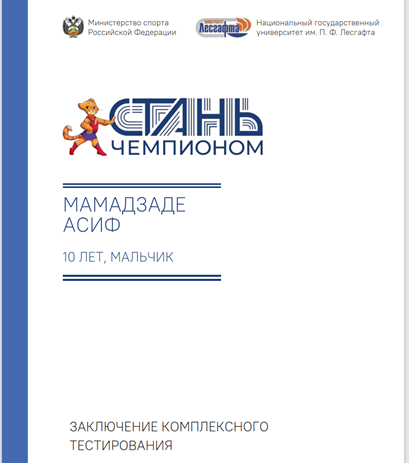 Министерство спорта
Российской Федерации
Лесгафта
Национальный государственный
университет им. П. Ф. Лесгафта
СТАНЬ
ЧЕМПИОНОМ
МАМАДЗАДЕ
АСИФ
10 ЛЕТ, МАЛЬЧИК
ЗАКЛЮЧЕНИЕ КОМПЛЕКСНОГО
ТЕСТИРОВАНИЯ